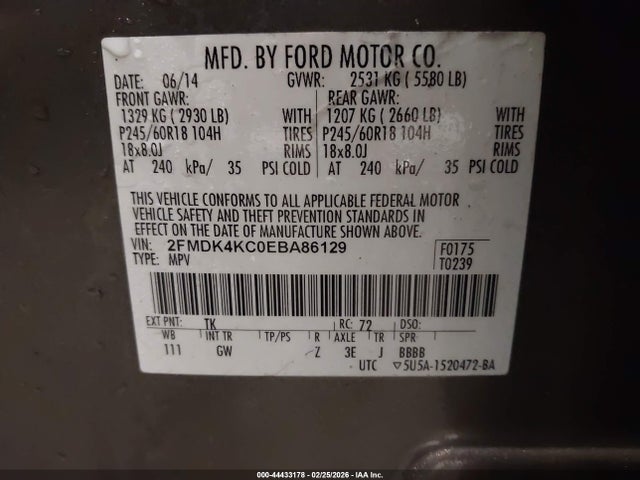 MFD. BY FORD MOTOR CO.
DATE: 06/14 GVWR: 2531 KG ( 5580 LB)
FRONT GAWR: REAR GAWR:
1329 KG ( 2930 LB) WITH 1207 KG ( 2660 LB) WITH
P245/60R18 104H TIRES P245/60R18 104H TIRES
18x8.0J RIMS 18x8.0J RIMS
AT 240 kPa/ 35 PSI COLD AT 240 kPa/ 35 PSI COLD
THIS VEHICLE CONFORMS TO ALL APPLICABLE FEDERAL MOTOR
VEHICLE SAFETY AND THEFT PREVENTION STANDARDS IN
EFFECT ON THE DATE OF MANUFACTURE SHOWN ABOVE.
VIN: 2FMDK4KC0EBA86129 F0175
TYPE: MPV T0239
EXT PNT: TK RC: 72 DSO:
WB INT TR TP/PS R AXLE TR SPR
111 GW Z 3E J BBBB
UTC ▽5U5A-1520472-BA
000-44433178 - 02/25/2026 - IAA Inc.